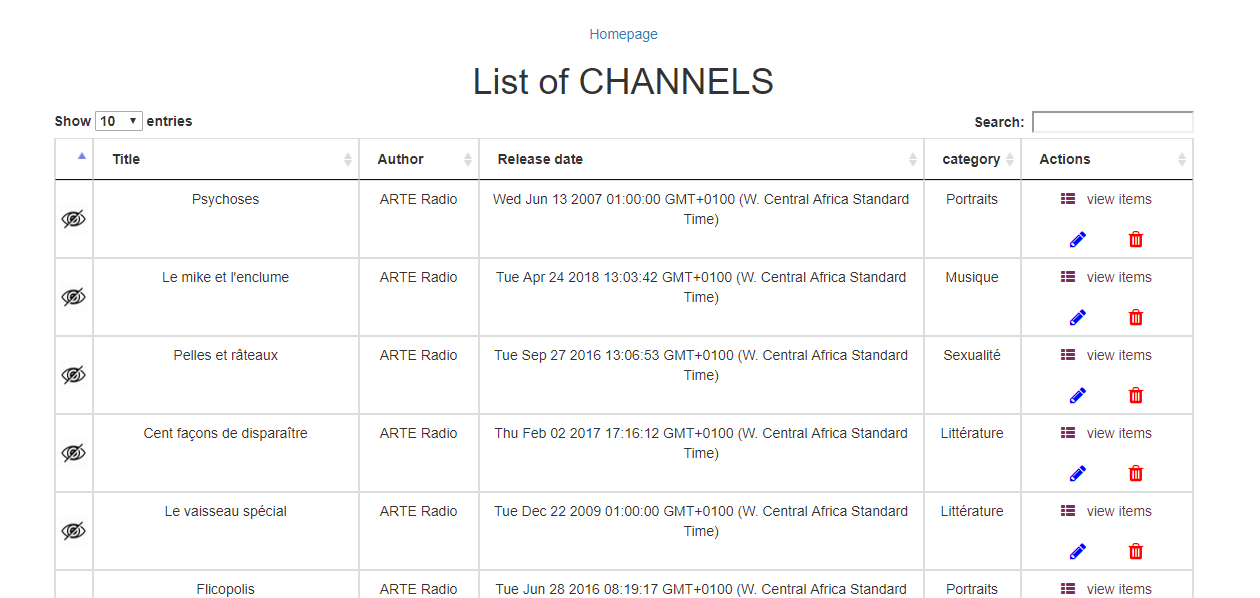 Homepage
List of CHANNELS
Show 10 entries Search:
Title Author Release date category Actions
Psychoses ARTE Radio Wed Jun 13 2007 01:00:00 GMT+0100 (W. Central Africa Standard Portraits view items
Time)
Le mike et l'enclume ARTE Radio Tue Apr 24 2018 13:03:42 GMT+0100 (W. Central Africa Standard Musique view items
Time)
Pelles et râteaux ARTE Radio Tue Sep 27 2016 13:06:53 GMT+0100 (W. Central Africa Standard Sexualité view items
Time)
Cent façons de disparaître ARTE Radio Thu Feb 02 2017 17:16:12 GMT+0100 (W. Central Africa Standard Littérature view items
Time)
Le vaisseau spécial ARTE Radio Tue Dec 22 2009 01:00:00 GMT+0100 (W. Central Africa Standard Littérature view items
Time)
Flicopolis ARTE Radio Tue Jun 28 2016 08:19:17 GMT+0100 (W. Central Africa Standard Portraits view items